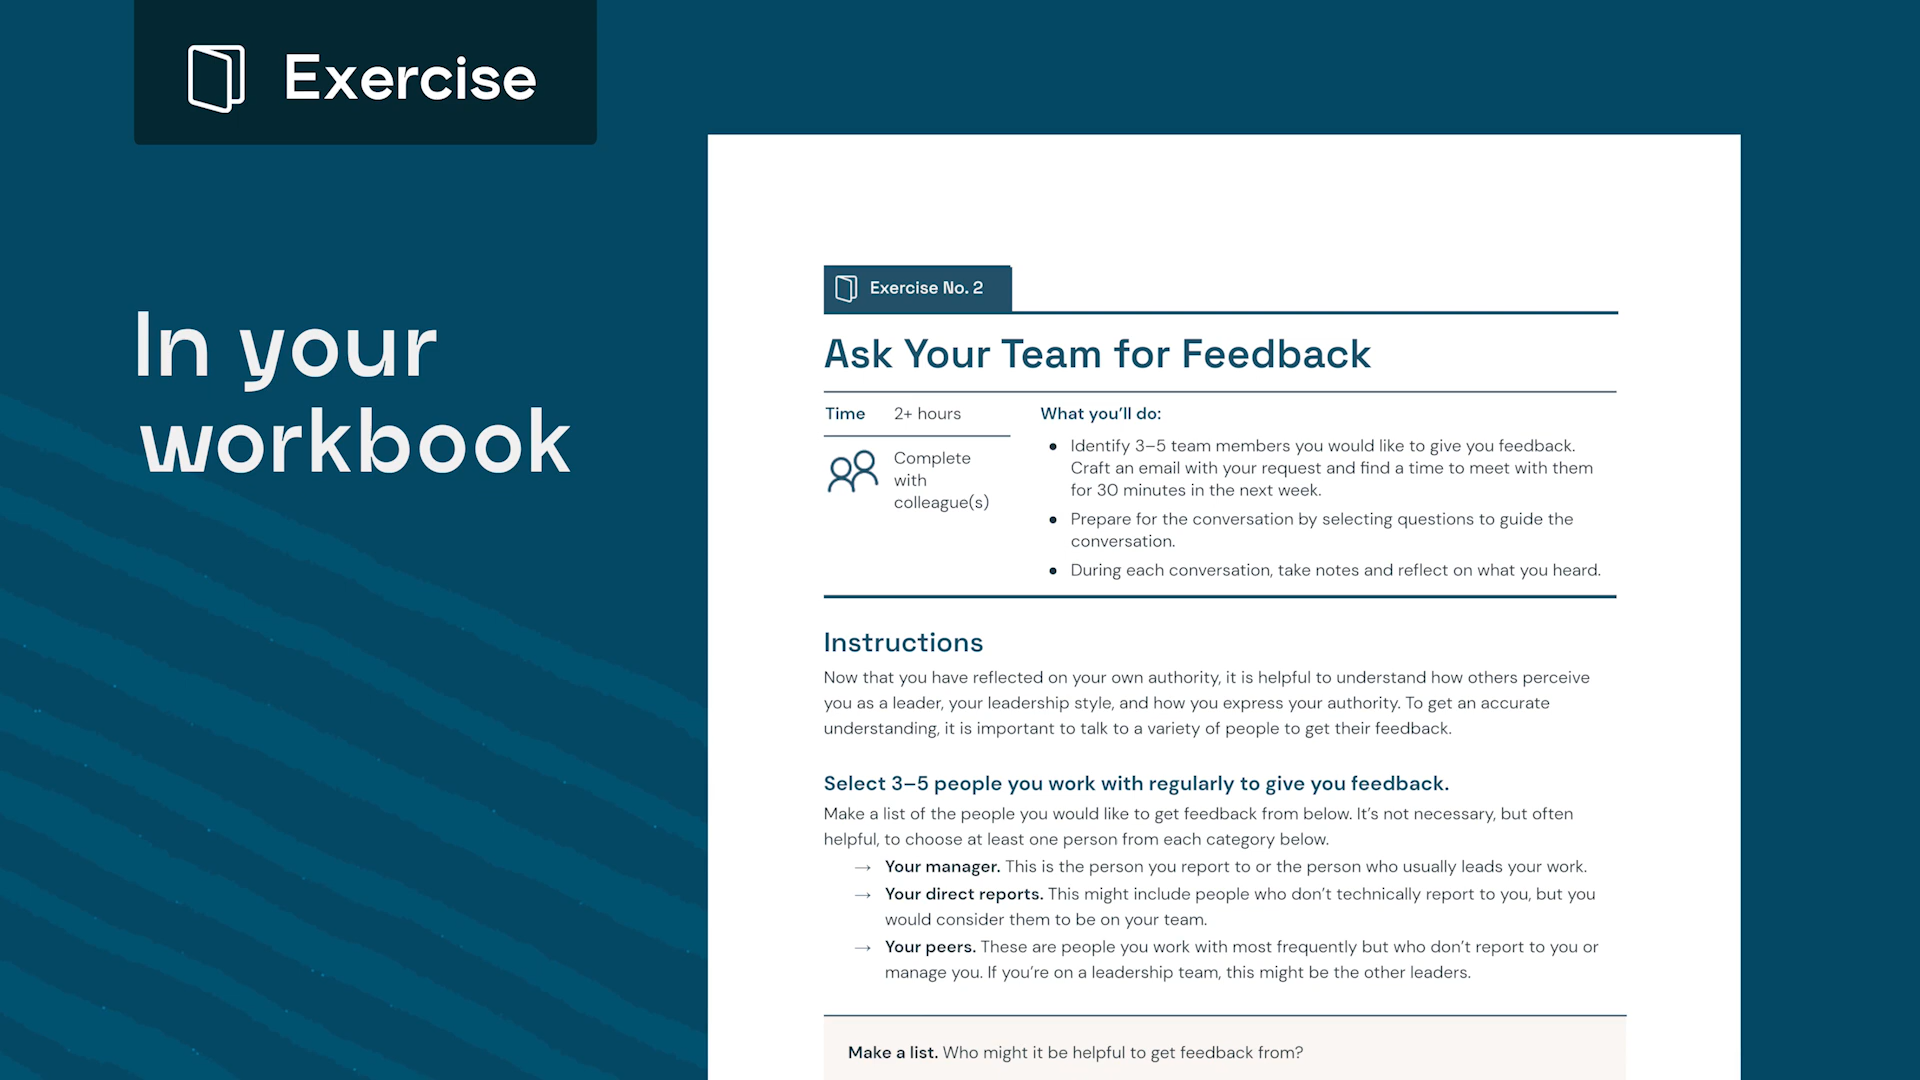 Exercise
In your
workbook
Exercise No. 2
Ask Your Team for Feedback
Time 2+ hours
Complete
with
colleague(s)
What you’ll do:
● Identify 3–5 team members you would like to give you feedback.
Craft an email with your request and find a time to meet with them
for 30 minutes in the next week.
● Prepare for the conversation by selecting questions to guide the
conversation.
● During each conversation, take notes and reflect on what you heard.
Instructions
Now that you have reflected on your own authority, it is helpful to understand how others perceive
you as a leader, your leadership style, and how you express your authority. To get an accurate
understanding, it is important to talk to a variety of people to get their feedback.
Select 3–5 people you work with regularly to give you feedback.
Make a list of the people you would like to get feedback from below. It’s not necessary, but often
helpful, to choose at least one person from each category below.
→ Your manager. This is the person you report to or the person who usually leads your work.
→ Your direct reports. This might include people who don’t technically report to you, but you
would consider them to be on your team.
→ Your peers. These are people you work with most frequently but who don’t report to you or
manage you. If you’re on a leadership team, this might be the other leaders.
Make a list. Who might it be helpful to get feedback from?